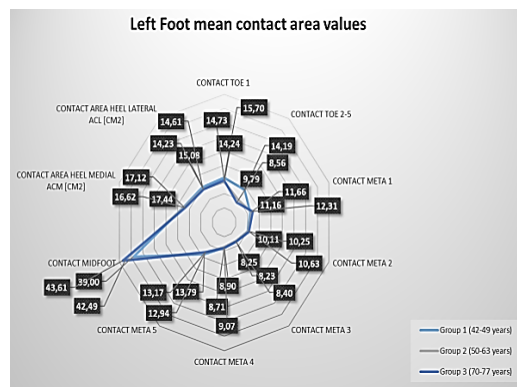 Left Foot mean contact area values
CONTACT TOE 1
15,70
14,73
14,24
CONTACT TOE 2-5
14,19
8,56
9,79
CONTACT META 1
11,66
11,16
12,31
CONTACT META 2
10,11
10,25
10,63
CONTACT META 3
8,25
8,23
8,40
CONTACT META 4
8,90
8,71
9,07
CONTACT META 5
13,17
13,79
12,94
CONTACT MIDFOOT
43,61
39,00
42,49
CONTACT AREA HEEL MEDIAL
ACM [CM2]
17,12
16,62
17,44
CONTACT AREA HEEL LATERAL
ACL [CM2]
14,61
14,23
15,08
Group 1 (42-49 years)
Group 2 (50-63 years)
Group 3 (70-77 years)